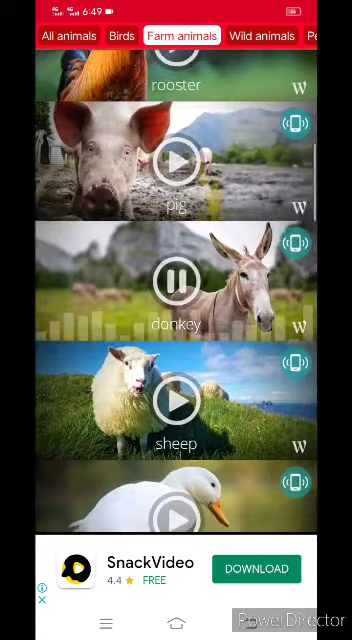 4G 4G 6:49
All animals Birds Farm animals Wild animals Pe
rooster
W
pig
W
donkey
W
sheep
W
SnackVideo
4.4 ★ FREE
DOWNLOAD
PowerDirector